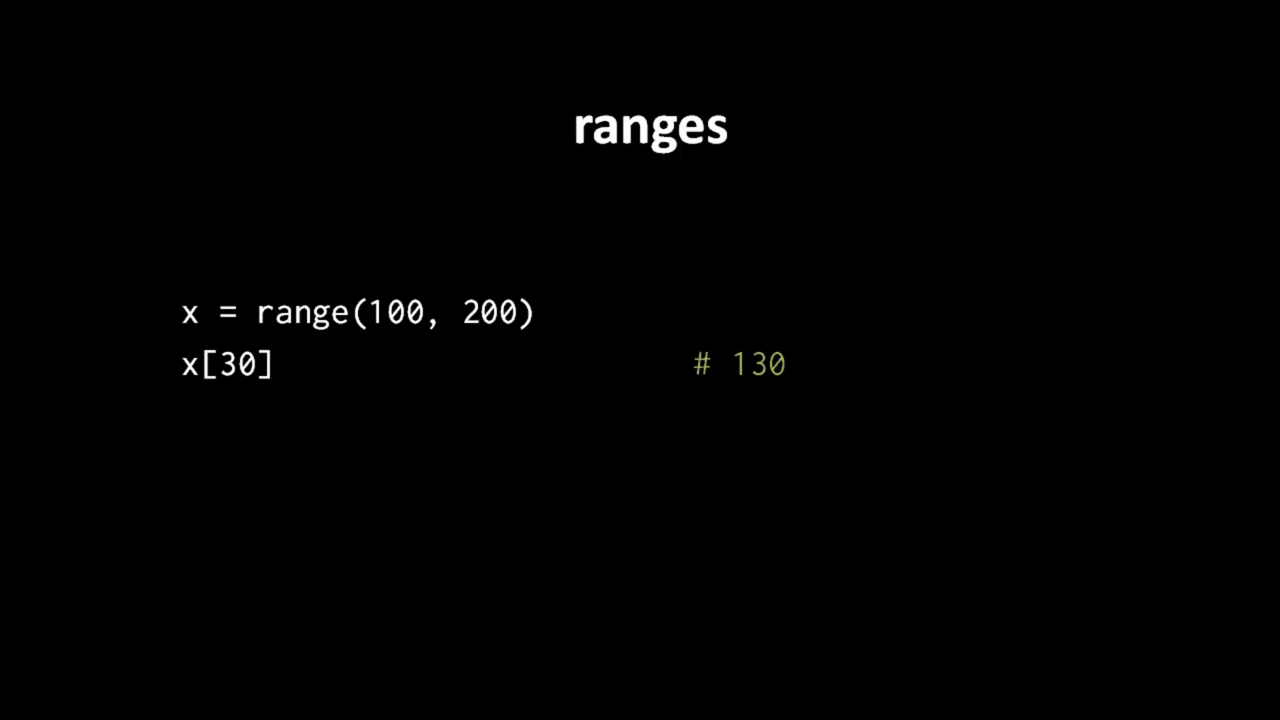 ranges
x = range(100, 200)
x[30] # 130